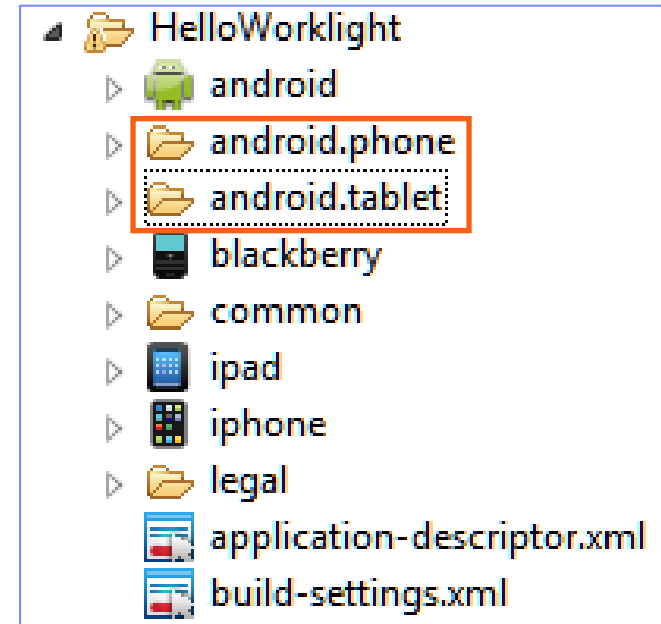 HelloWorklight
android
android.phone
android.tablet
blackberry
common
ipad
iphone
legal
application-descriptor.xml
build-settings.xml